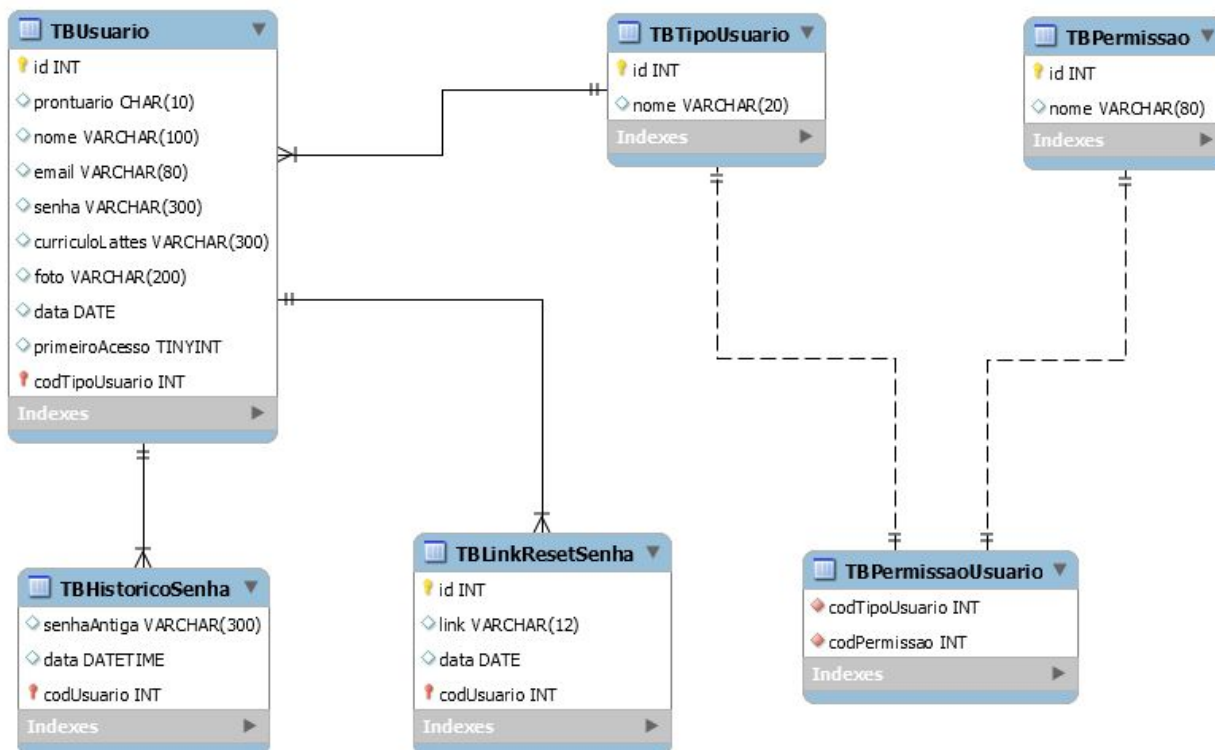 TBUsuario
id INT
prontuario CHAR(10)
nome VARCHAR(100)
email VARCHAR(80)
senha VARCHAR(300)
curriculoLattes VARCHAR(300)
foto VARCHAR(200)
data DATE
primeiroAcesso TINYINT
codTipoUsuario INT
Indexes
TBTipoUsuario
id INT
nome VARCHAR(20)
Indexes
TBPermissao
id INT
nome VARCHAR(80)
Indexes
TBHistoricoSenha
senhaAntiga VARCHAR(300)
data DATETIME
codUsuario INT
Indexes
TBLinkResetSenha
id INT
link VARCHAR(12)
data DATE
codUsuario INT
Indexes
TBPermissaoUsuario
codTipoUsuario INT
codPermissao INT
Indexes